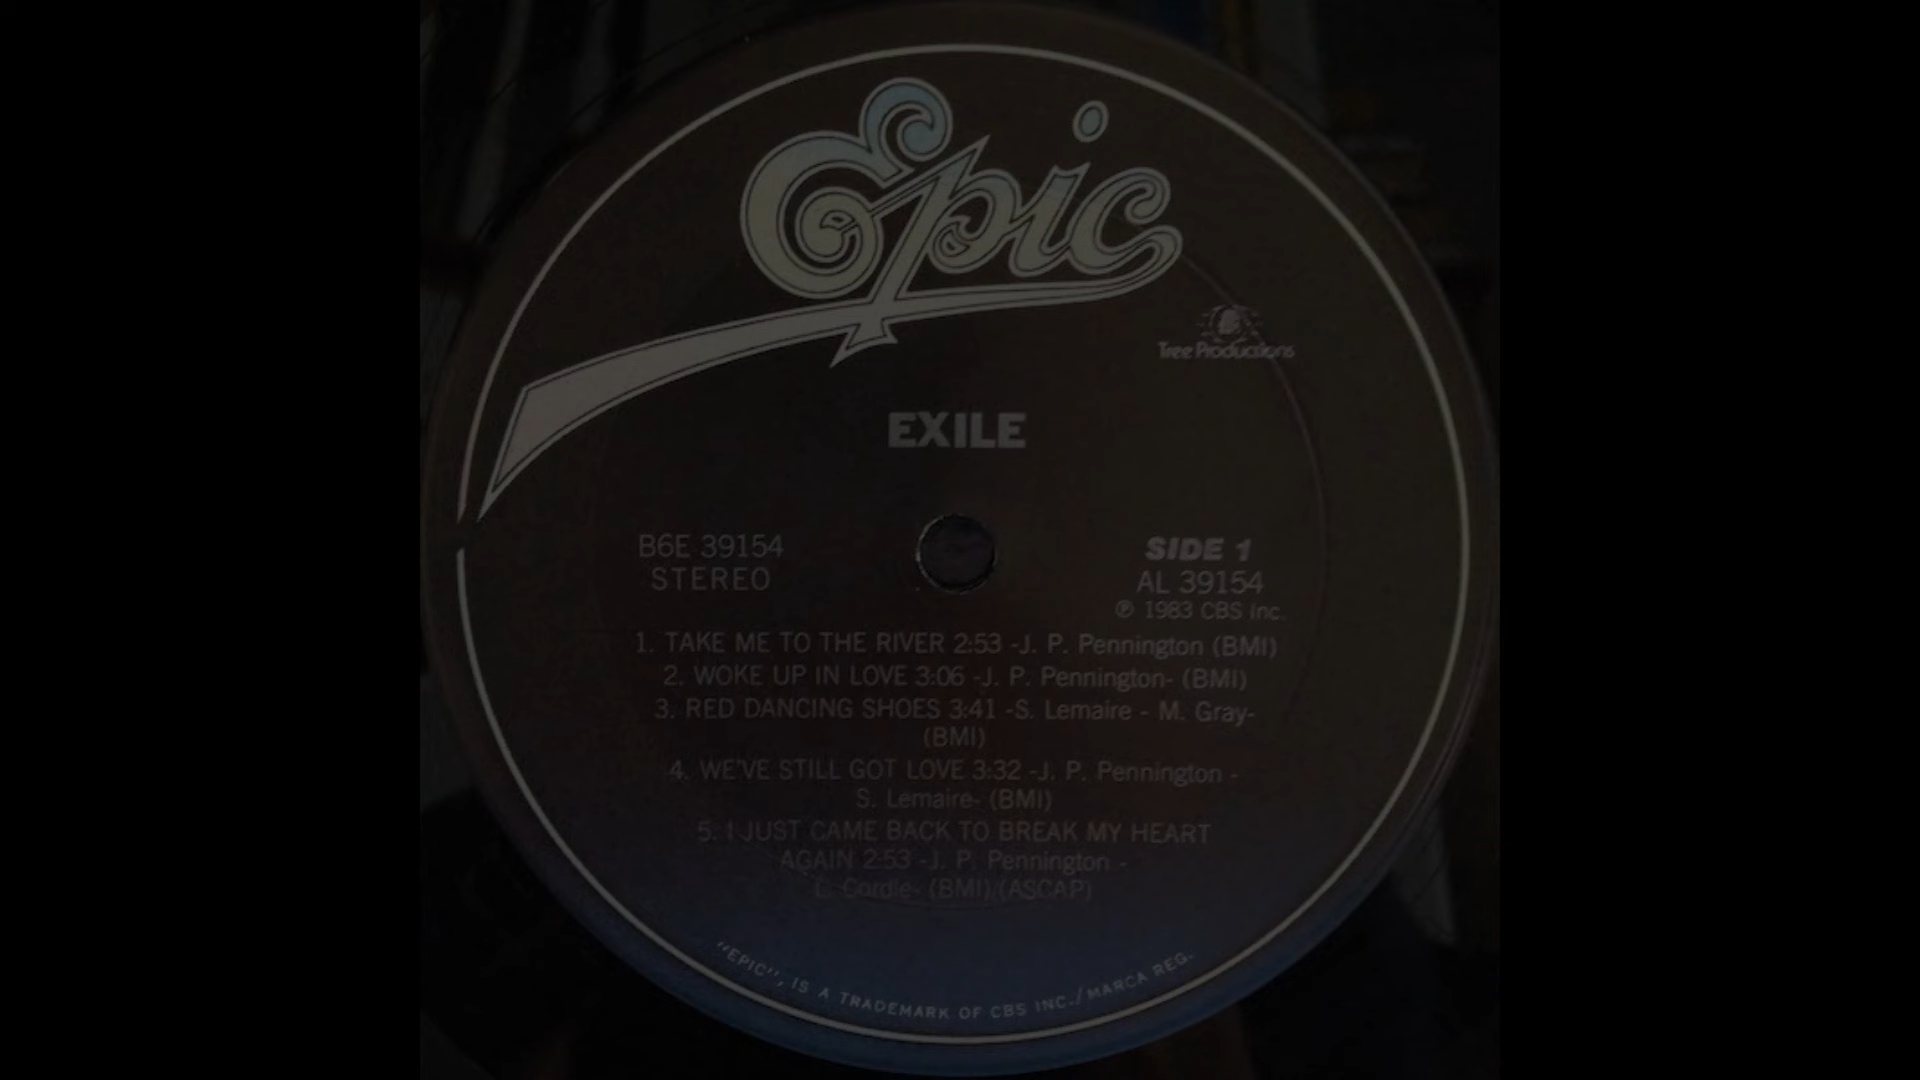 Epic
Tree Productions
EXILE
B6E 39154
STEREO
SIDE 1
AL 39154
℗ 1983 CBS Inc.
1. TAKE ME TO THE RIVER 2:53 -J. P. Pennington (BMI)
2. WOKE UP IN LOVE 3:06 -J. P. Pennington- (BMI)
3. RED DANCING SHOES 3:41 -S. Lemaire - M. Gray-
(BMI)
4. WE'VE STILL GOT LOVE 3:32 -J. P. Pennington -
S. Lemaire- (BMI)
5. I JUST CAME BACK TO BREAK MY HEART
AGAIN 2:53 -J. P. Pennington -
L. Cordle- (BMI)/(ASCAP)
"EPIC", IS A TRADEMARK OF CBS INC./MARCA REG.